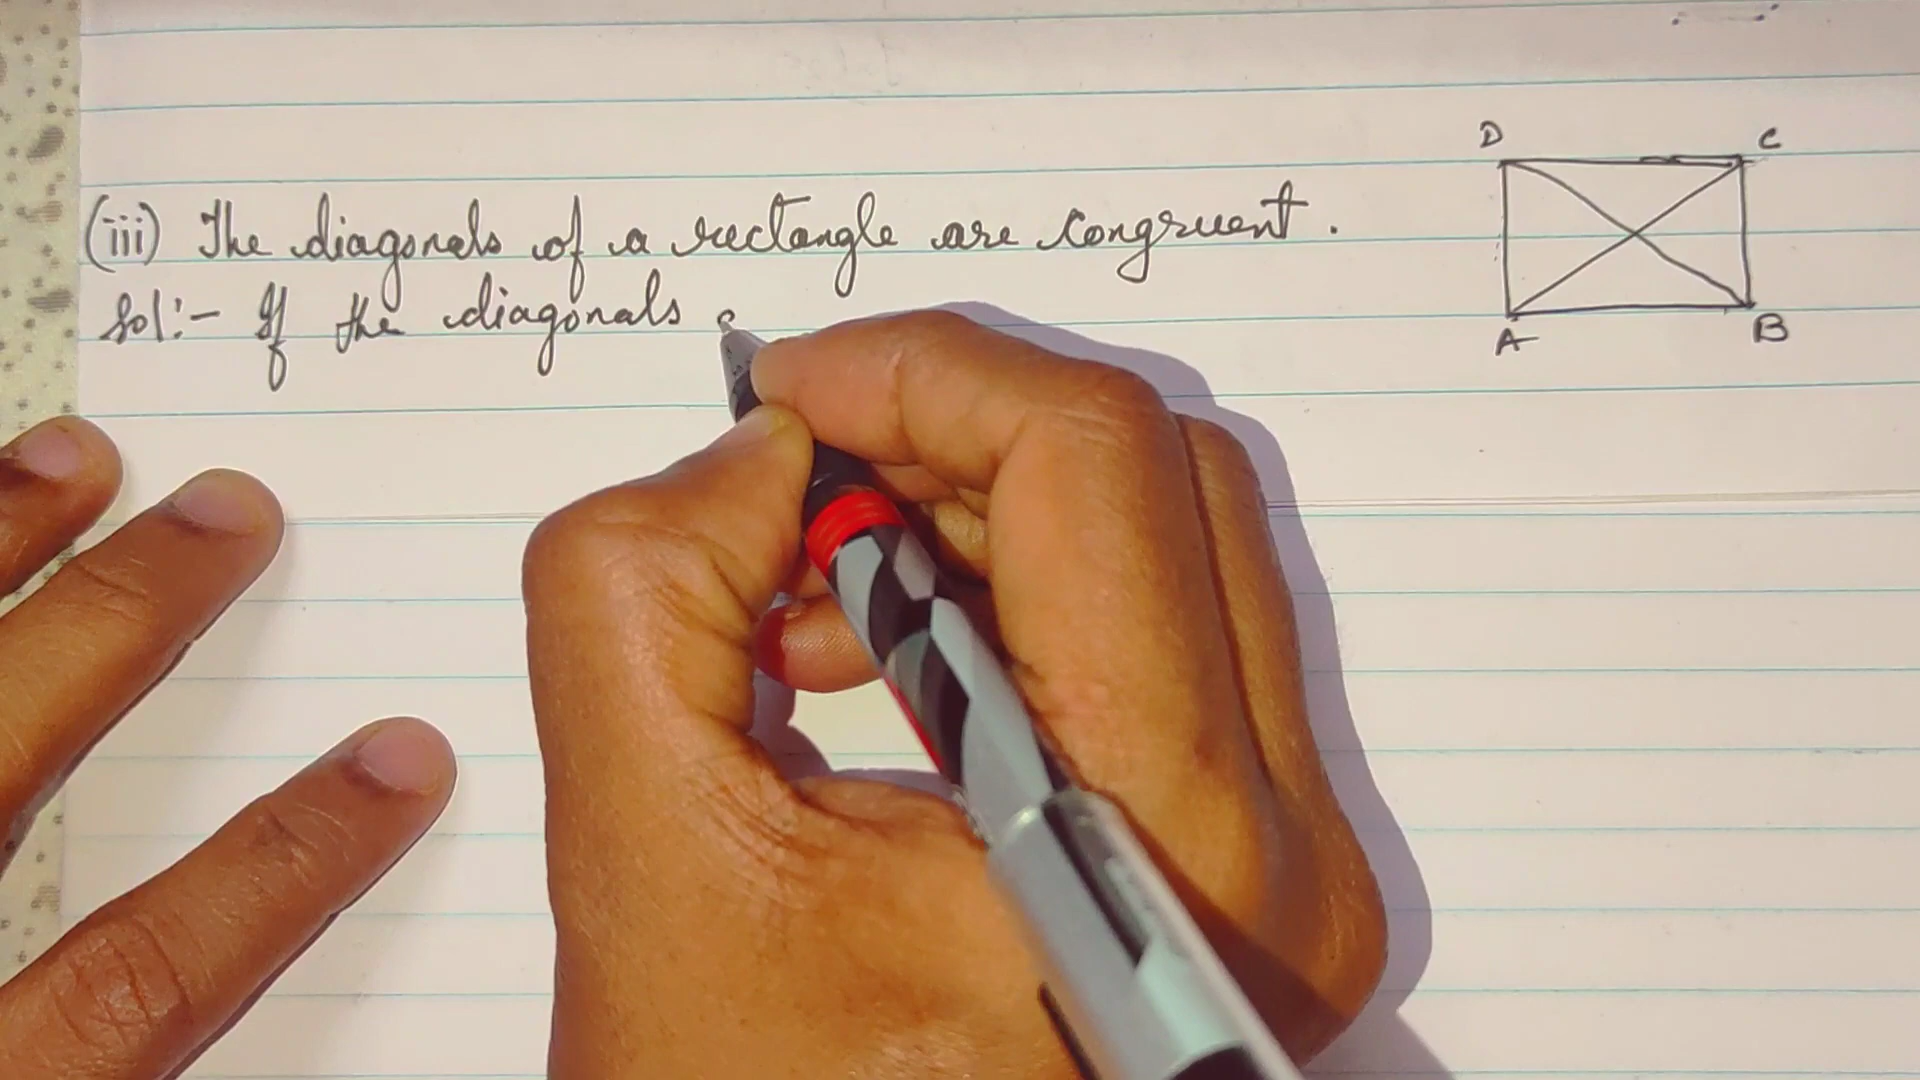 (iii) The diagonals of a rectangle are congruent.
Sol:- If the diagonals
D
C
A
B